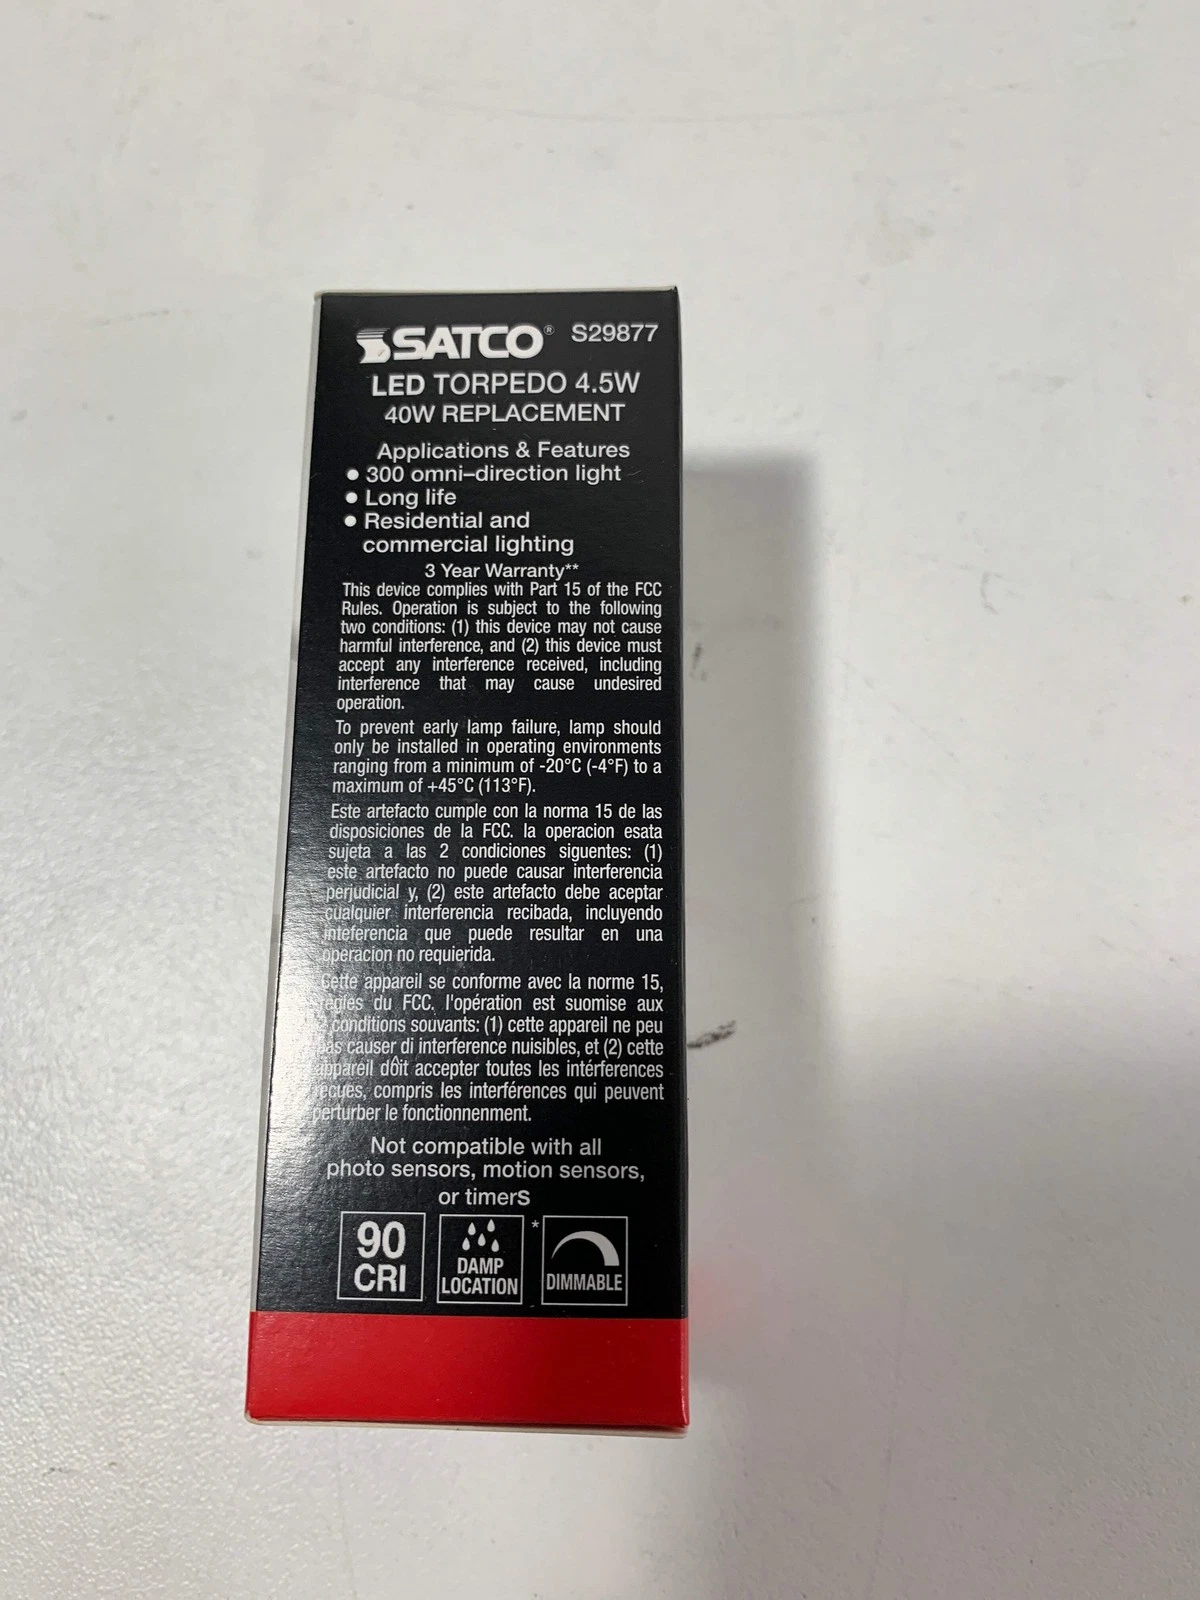 SATCO® S29877
LED TORPEDO 4.5W
40W REPLACEMENT
Applications & Features
• 300 omni-direction light
• Long life
• Residential and
commercial lighting
3 Year Warranty**
This device complies with Part 15 of the FCC
Rules. Operation is subject to the following
two conditions: (1) this device may not cause
harmful interference, and (2) this device must
accept any interference received, including
interference that may cause undesired
operation.
To prevent early lamp failure, lamp should
only be installed in operating environments
ranging from a minimum of -20°C (-4°F) to a
maximum of +45°C (113°F).
Este artefacto cumple con la norma 15 de las
disposiciones de la FCC. la operacion esata
sujeta a las 2 condiciones siguentes: (1)
este artefacto no puede causar interferencia
perjudicial y, (2) este artefacto debe aceptar
cualquier interferencia recibada, incluyendo
inteferencia que puede resultar en una
operacion no requierida.
Cette appareil se conforme avec la norme 15,
régles du FCC. l'opération est suomise aux
2 conditions souvants: (1) cette appareil ne peu
pas causer di interference nuisibles, et (2) cette
appareil dôit accepter toutes les intérferences
recues, compris les interférences qui peuvent
perturber le fonctionnenment.
Not compatible with all
photo sensors, motion sensors,
or timers
90
CRI
DAMP
LOCATION
* DIMMABLE